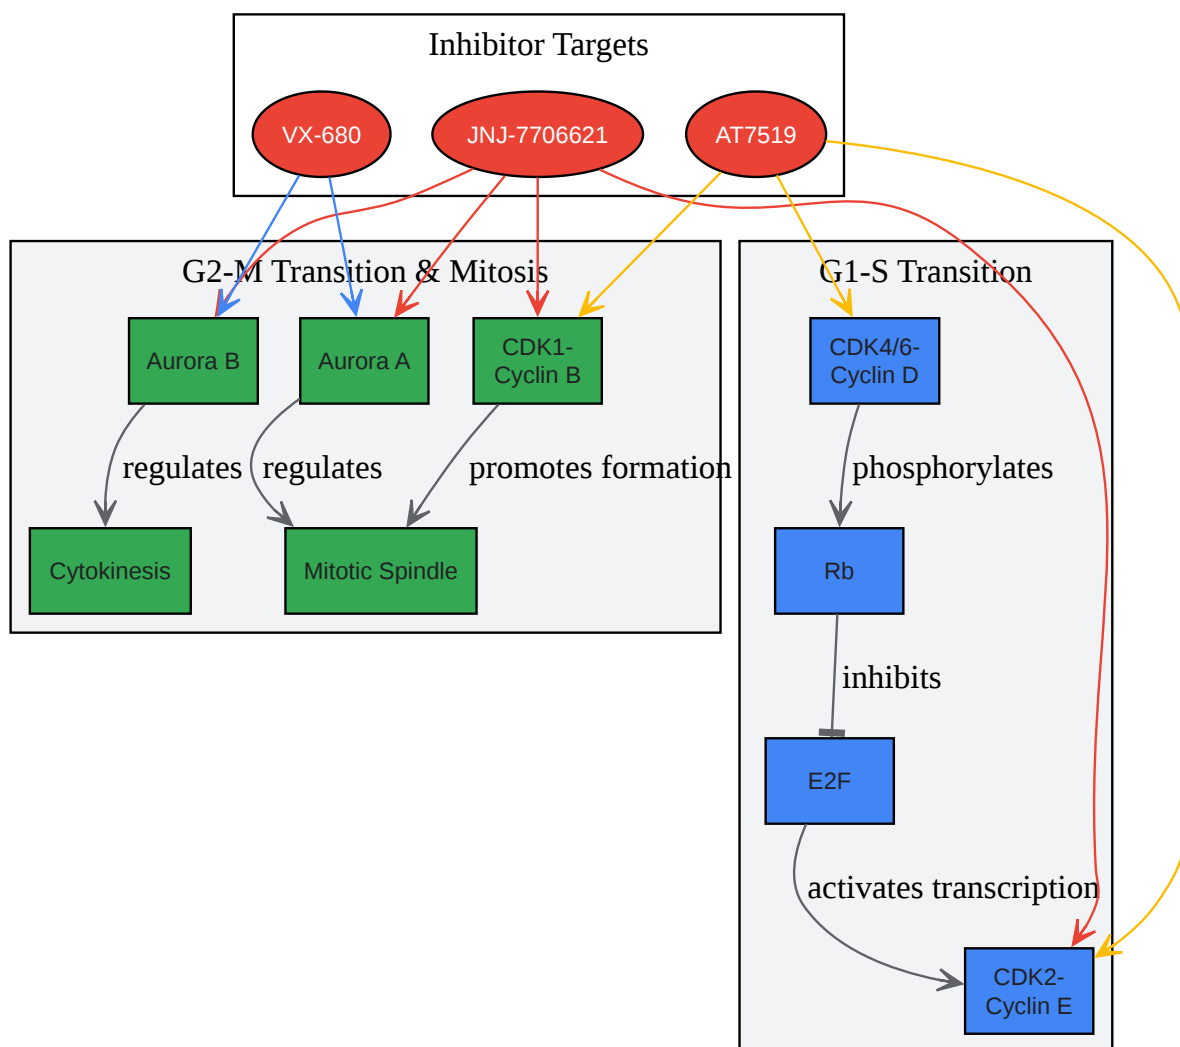 Inhibitor Targets
VX-680
JNJ-7706621
AT7519
G2-M Transition & Mitosis
G1-S Transition
Aurora B
Aurora A
CDK1-
Cyclin B
CDK4/6-
Cyclin D
regulates
regulates
promotes formation
phosphorylates
Cytokinesis
Mitotic Spindle
Rb
inhibits
E2F
activates transcription
CDK2-
Cyclin E